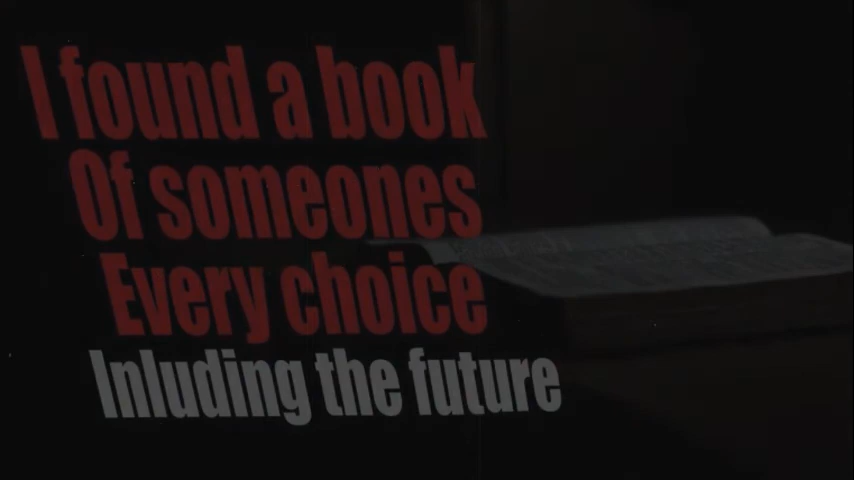 I found a book
Of someones
Every choice
Inluding the future